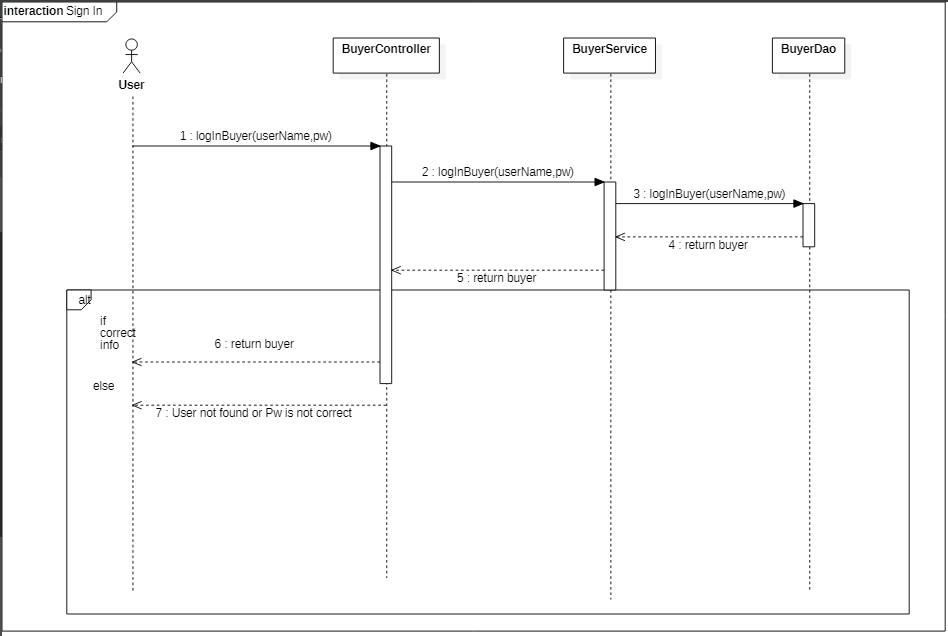 interaction Sign In
User
BuyerController
BuyerService
BuyerDao
1 : logInBuyer(userName,pw)
2 : logInBuyer(userName,pw)
3 : logInBuyer(userName,pw)
4 : return buyer
5 : return buyer
alt
if
correct
info
6 : return buyer
else
7 : User not found or Pw is not correct